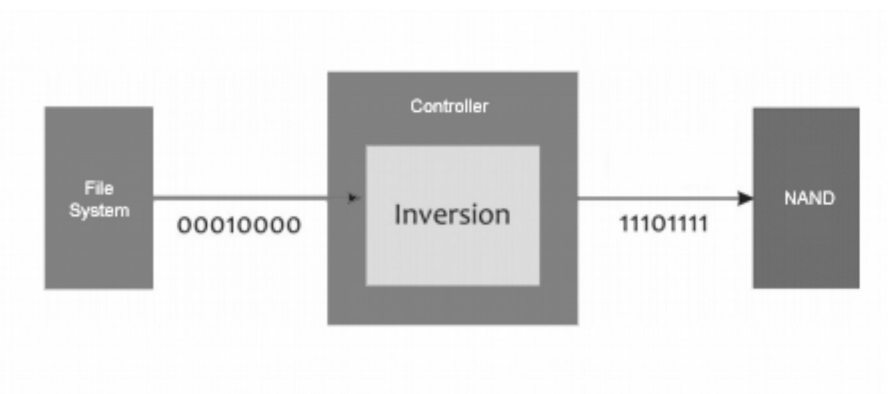 Controller
File
System
00010000
Inversion
11101111
NAND